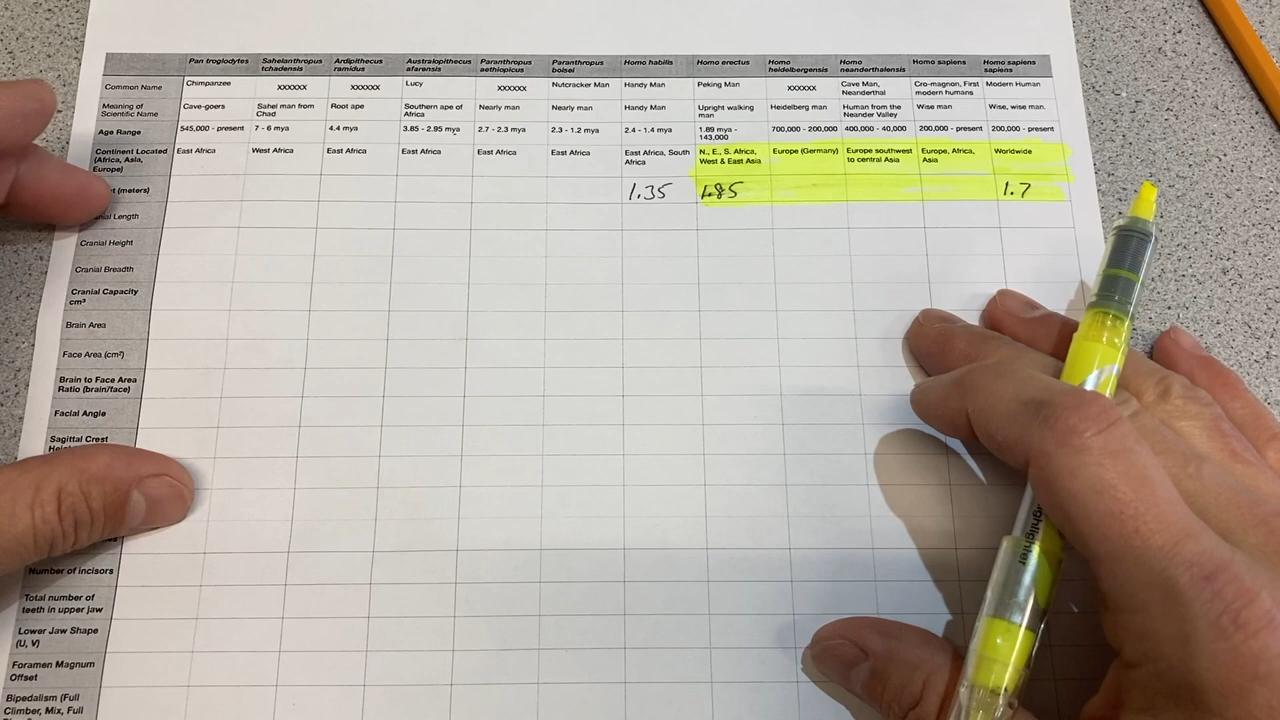 Pan troglodytes Sahelanthropus tchadensis Ardipithecus ramidus Australopithecus afarensis Paranthropus aethiopicus Paranthropus boisei Homo habilis Homo erectus Homo heidelbergensis Homo neanderthalensis Homo sapiens Homo sapiens sapiens
Common Name Chimpanzee XXXXXX XXXXXX Lucy XXXXXX Nutcracker Man Handy Man Peking Man XXXXXX Cave Man, Neanderthal Cro-magnon, First modern humans Modern Human
Meaning of Scientific Name Cave-goers Sahel man from Chad Root ape Southern ape of Africa Nearly man Nearly man Handy Man Upright walking man Heidelberg man Human from the Neander Valley Wise man Wise, wise man.
Age Range 545,000 - present 7 - 6 mya 4.4 mya 3.85 - 2.95 mya 2.7 - 2.3 mya 2.3 - 1.2 mya 2.4 - 1.4 mya 1.89 mya - 143,000 700,000 - 200,000 400,000 - 40,000 200,000 - present 200,000 - present
Continent Located (Africa, Asia, Europe) East Africa West Africa East Africa East Africa East Africa East Africa East Africa, South Africa N., E., S. Africa, West & East Asia Europe (Germany) Europe southwest to central Asia Europe, Africa, Asia Worldwide
(meters) 1.35 1.85 1.7
Length
Cranial Height
Cranial Breadth
Cranial Capacity
cm³
Brain Area
Face Area (cm²)
Brain to Face Area
Ratio (brain/face)
Facial Angle
Sagittal Crest
Number of incisors
Total number of
teeth in upper jaw
Lower Jaw Shape
(U, V)
Foramen Magnum
Offset
Bipedalism (Full
Climber, Mix, Full